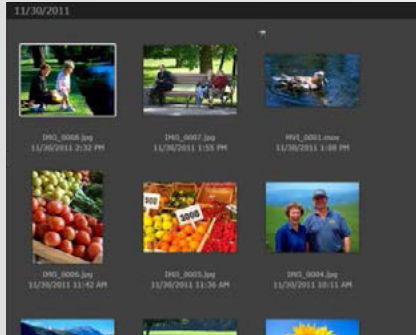 11/30/2011
IMG_0008.jpg
11/30/2011 2:32 PM
IMG_0007.jpg
11/30/2011 1:55 PM
MVI_0001.mov
11/30/2011 1:08 PM
500
2000
IMG_0006.jpg
11/30/2011 11:42 AM
IMG_0005.jpg
11/30/2011 11:36 AM
IMG_0004.jpg
11/30/2011 10:11 AM